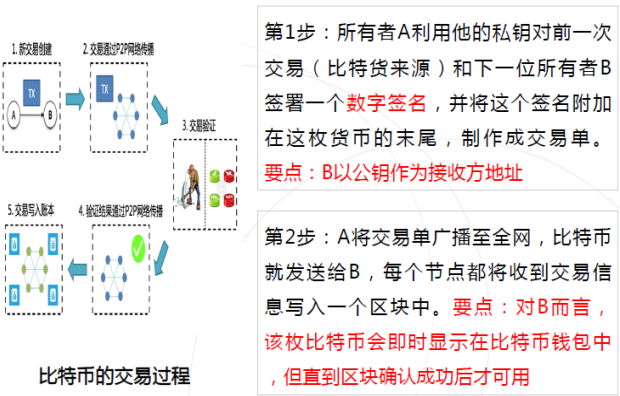 1. 新交易创建
2. 交易通过P2P网络传播
TX
A
B
TX
3. 交易验证
5. 交易写入账本
4. 验证结果通过P2P网络传播
比特币的交易过程
第1步：所有者A利用他的私钥对前一次
交易（比特货来源）和下一位所有者B
签署一个数字签名，并将这个签名附加
在这枚货币的末尾，制作成交易单。
要点：B以公钥作为接收方地址
第2步：A将交易单广播至全网，比特币
就发送给B，每个节点都将收到交易信
息写入一个区块中。要点：对B而言，
该枚比特币会即时显示在比特币钱包中
，但直到区块确认成功后才可用